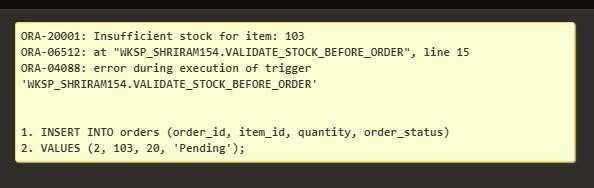 ORA-20001: Insufficient stock for item: 103
ORA-06512: at "WKSP_SHRIRAM154.VALIDATE_STOCK_BEFORE_ORDER", line 15
ORA-04088: error during execution of trigger
'WKSP_SHRIRAM154.VALIDATE_STOCK_BEFORE_ORDER'
1. INSERT INTO orders (order_id, item_id, quantity, order_status)
2. VALUES (2, 103, 20, 'Pending');